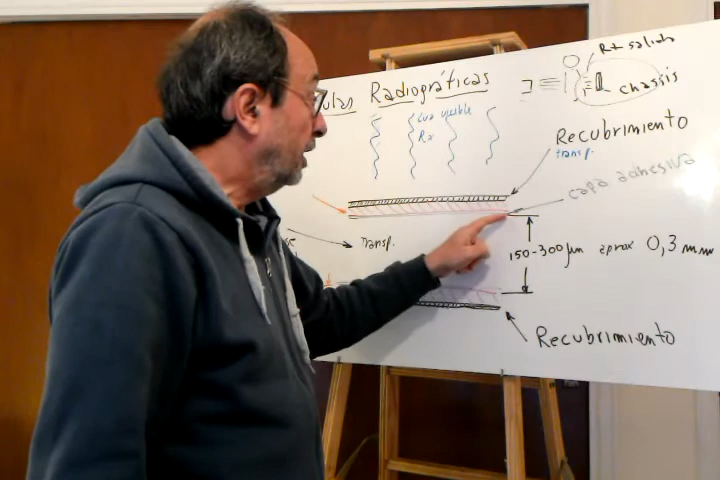 Radiográficas
Rx salida
chassis
Luz visible
Rx
Recubrimiento
transp.
capa adhesiva
Transp.
150-300 µm aprox 0,3 mm
Recubrimiento